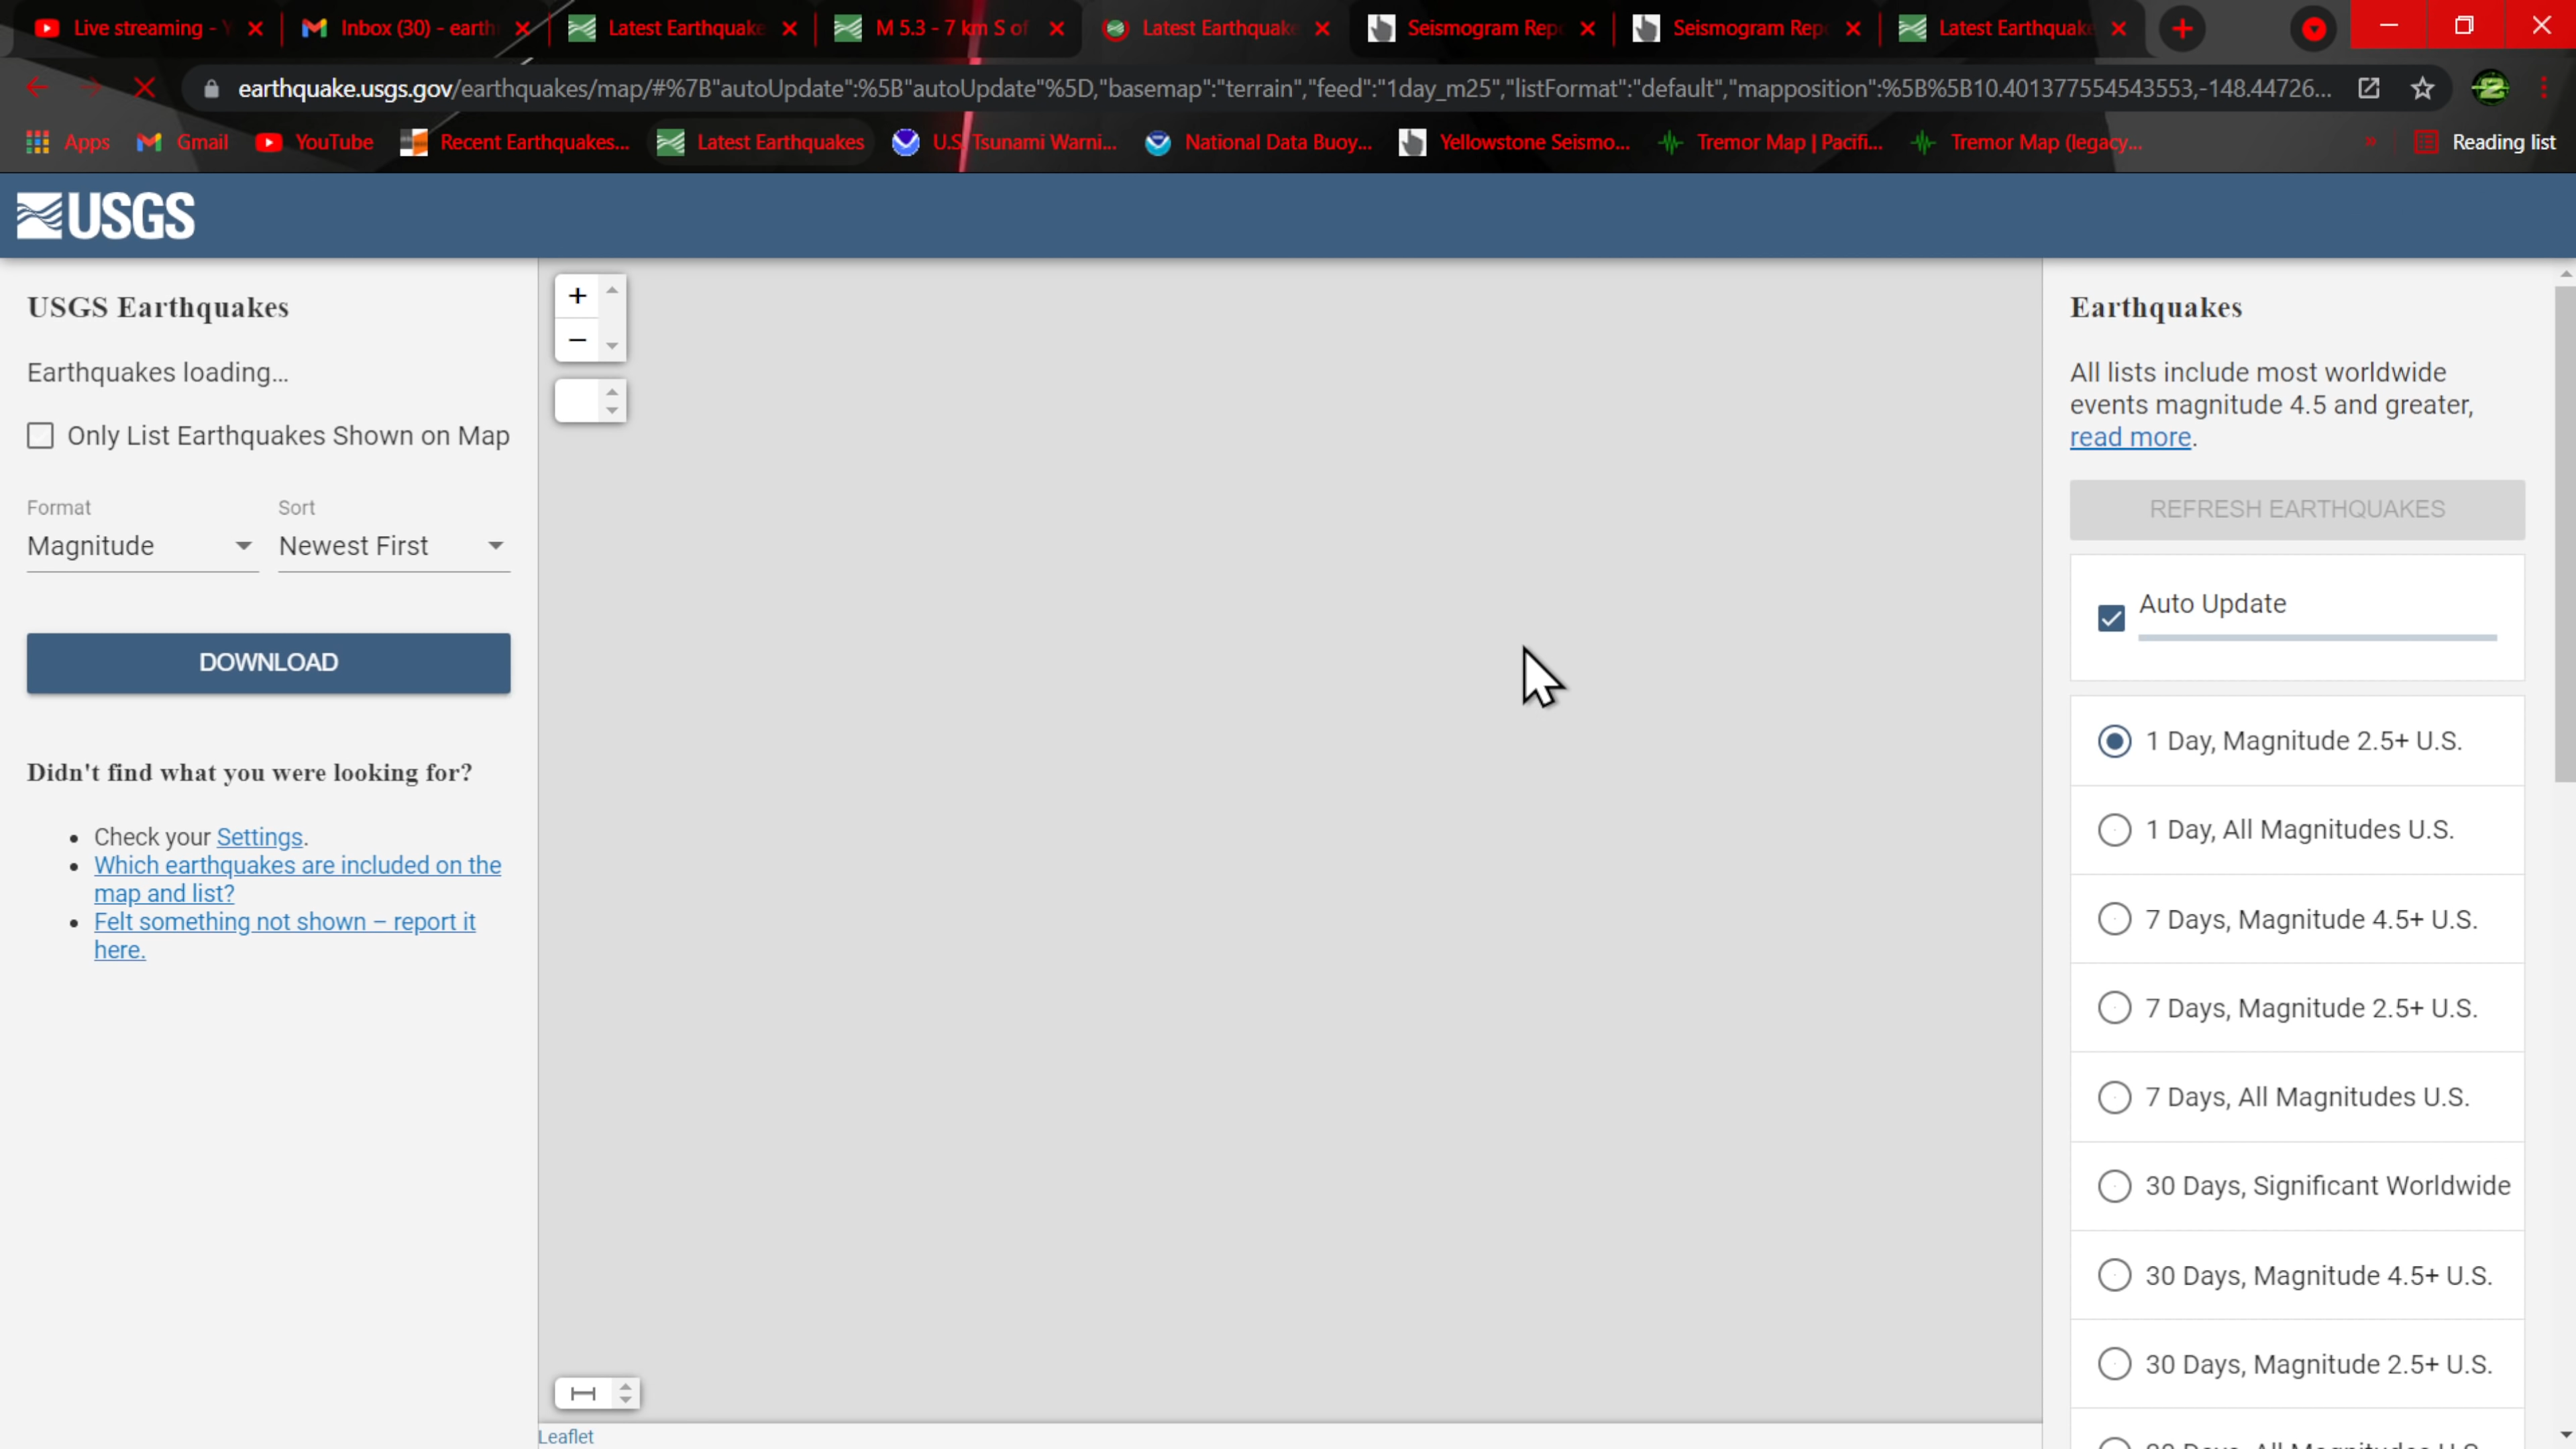 Live streaming - Y
Inbox (30) - earth
Latest Earthquake
M 5.3 - 7 km S of
Latest Earthquake
Seismogram Rep
Seismogram Rep
Latest Earthquake
earthquake.usgs.gov/earthquakes/map/#%7B"autoUpdate":%5B"autoUpdate"%5D,"basemap":"terrain","feed":"1day_m25","listFormat":"default","mapposition":%5B%5B10.401377554543553,-148.44726...
Apps
Gmail
YouTube
Recent Earthquakes...
Latest Earthquakes
U.S. Tsunami Warni...
National Data Buoy...
Yellowstone Seismo...
Tremor Map | Pacifi...
Tremor Map (legacy...
Reading list
USGS
USGS Earthquakes
Earthquakes loading...
Only List Earthquakes Shown on Map
Format
Sort
Magnitude
Newest First
DOWNLOAD
Didn't find what you were looking for?
Check your Settings.
Which earthquakes are included on the
map and list?
Felt something not shown – report it
here.
+
−
Leaflet
Earthquakes
All lists include most worldwide
events magnitude 4.5 and greater,
read more.
REFRESH EARTHQUAKES
Auto Update
1 Day, Magnitude 2.5+ U.S.
1 Day, All Magnitudes U.S.
7 Days, Magnitude 4.5+ U.S.
7 Days, Magnitude 2.5+ U.S.
7 Days, All Magnitudes U.S.
30 Days, Significant Worldwide
30 Days, Magnitude 4.5+ U.S.
30 Days, Magnitude 2.5+ U.S.